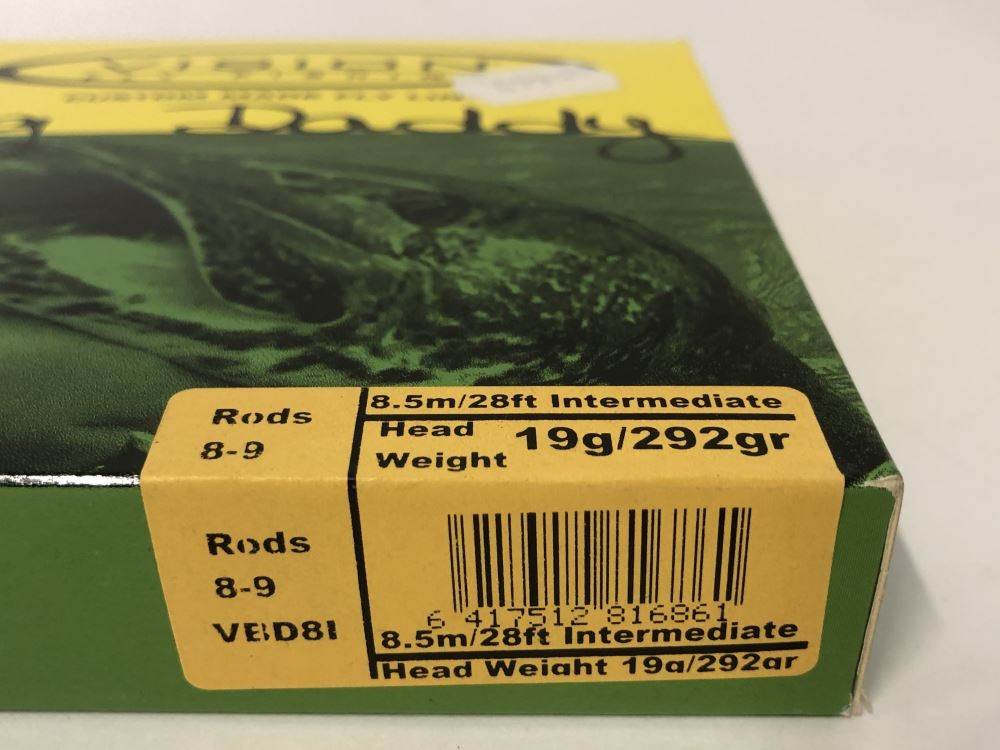 VISION
Daddy
Rods
8-9
8.5m/28ft Intermediate
Head Weight 19g/292gr
Rods
8-9
VBD8I
6 417512 816861
8.5m/28ft Intermediate
Head Weight 19g/292gr